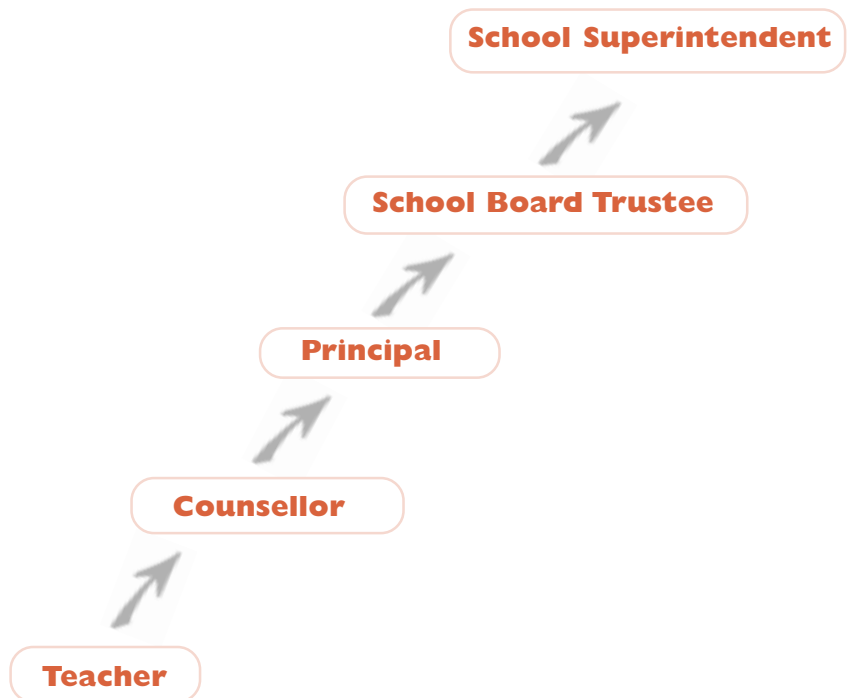 School Superintendent
School Board Trustee
Principal
Counsellor
Teacher